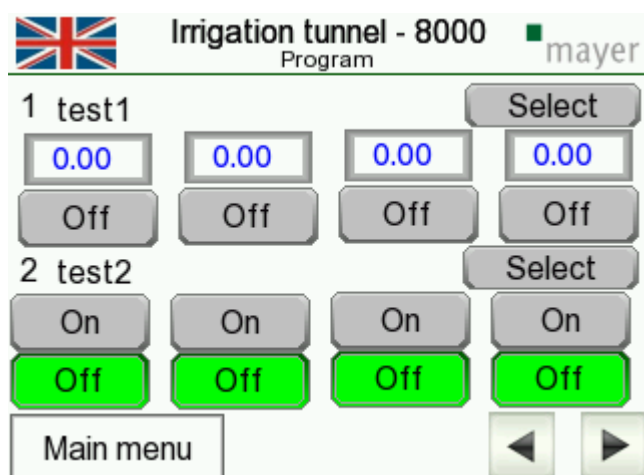 Irrigation tunnel - 8000
Program
mayer
1 test1 Select
0.00 0.00 0.00 0.00
Off Off Off Off
2 test2 Select
On On On On
Off Off Off Off
Main menu